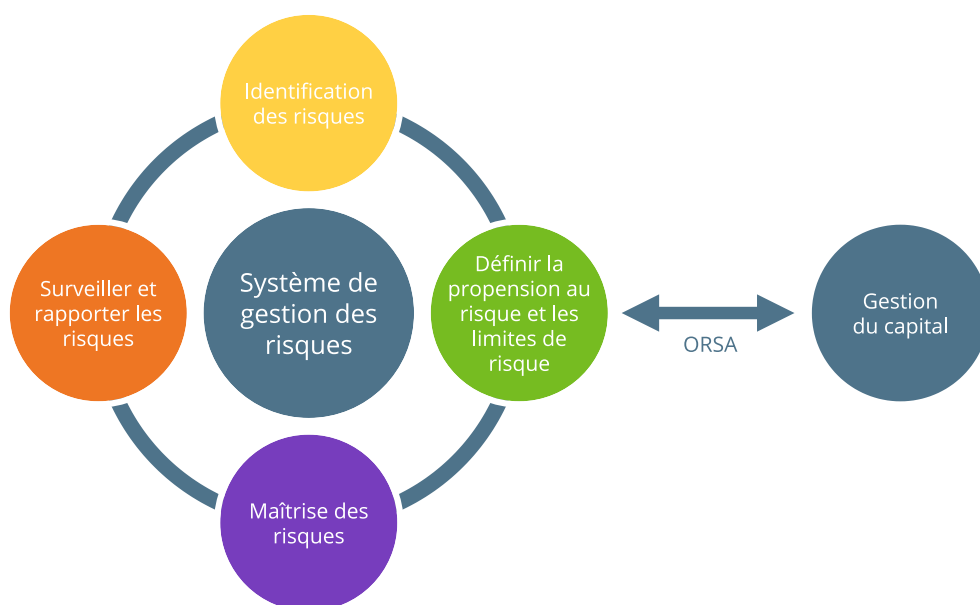 Identification
des risques
Surveiller et
rapporter les
risques
Système de
gestion des
risques
Définir la
propension au
risque et les
limites de
risque
ORSA
Gestion
du capital
Maîtrise des
risques